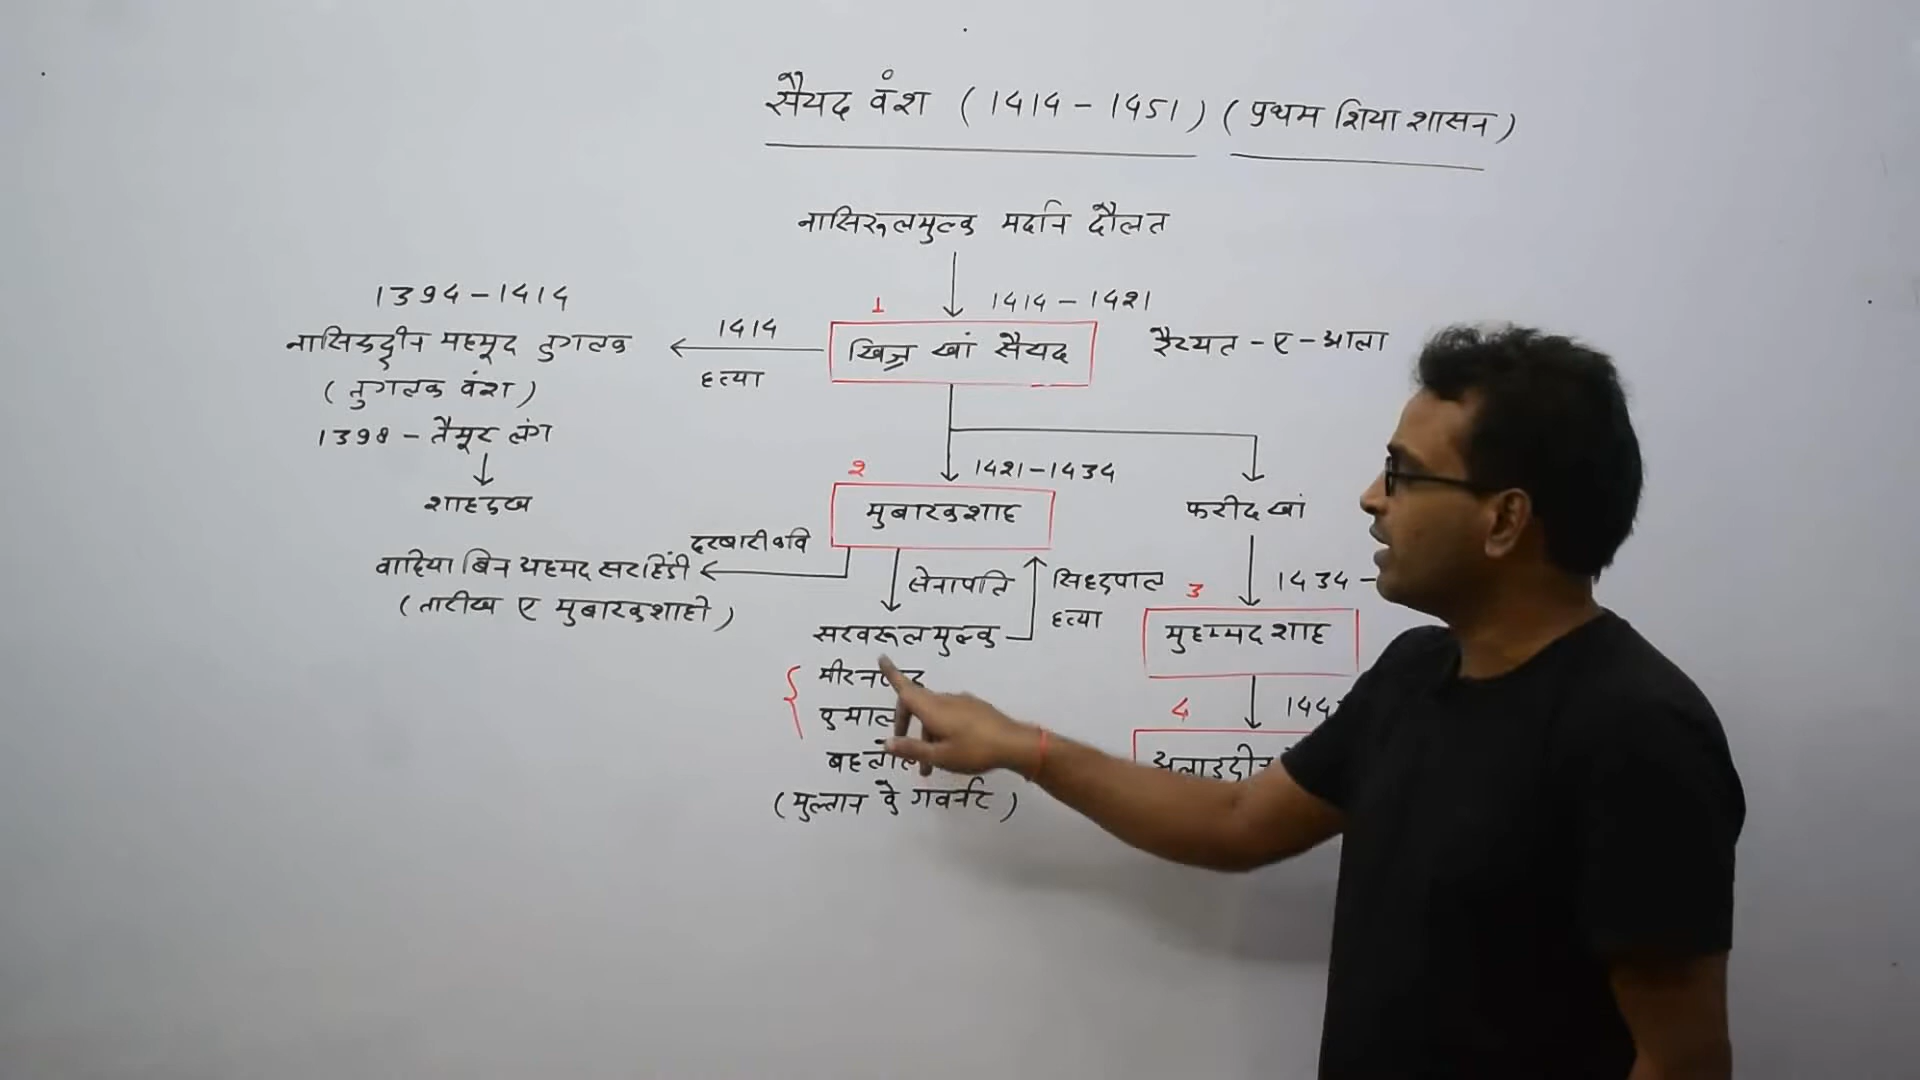 सैयद वंश (1414 - 1451) (प्रथम शिया शासन)
नासिरूलमुल्क मर्दान दौलत
1394 - 1414
1 1414 - 1421
नासिरुद्दीन महमूद तुगलक
1414
खिज्र खां सैयद
रैय्यत - ए - आला
हत्या
(तुगलक वंश)
1398 - तैमूर लंग
2 1421 - 1434
शाहरुख
मुबारकशाह
फरीद खां
दरबारी कवि
वाहिया बिन अहमद सरहिंदी
सेनापति
सिद्दपाल
3 1434 -
(तारीख ए मुबारकशाही)
हत्या
सरवरूलमुल्क
मुहम्मद शाह
4 144
(मुल्तान के गवर्नर)